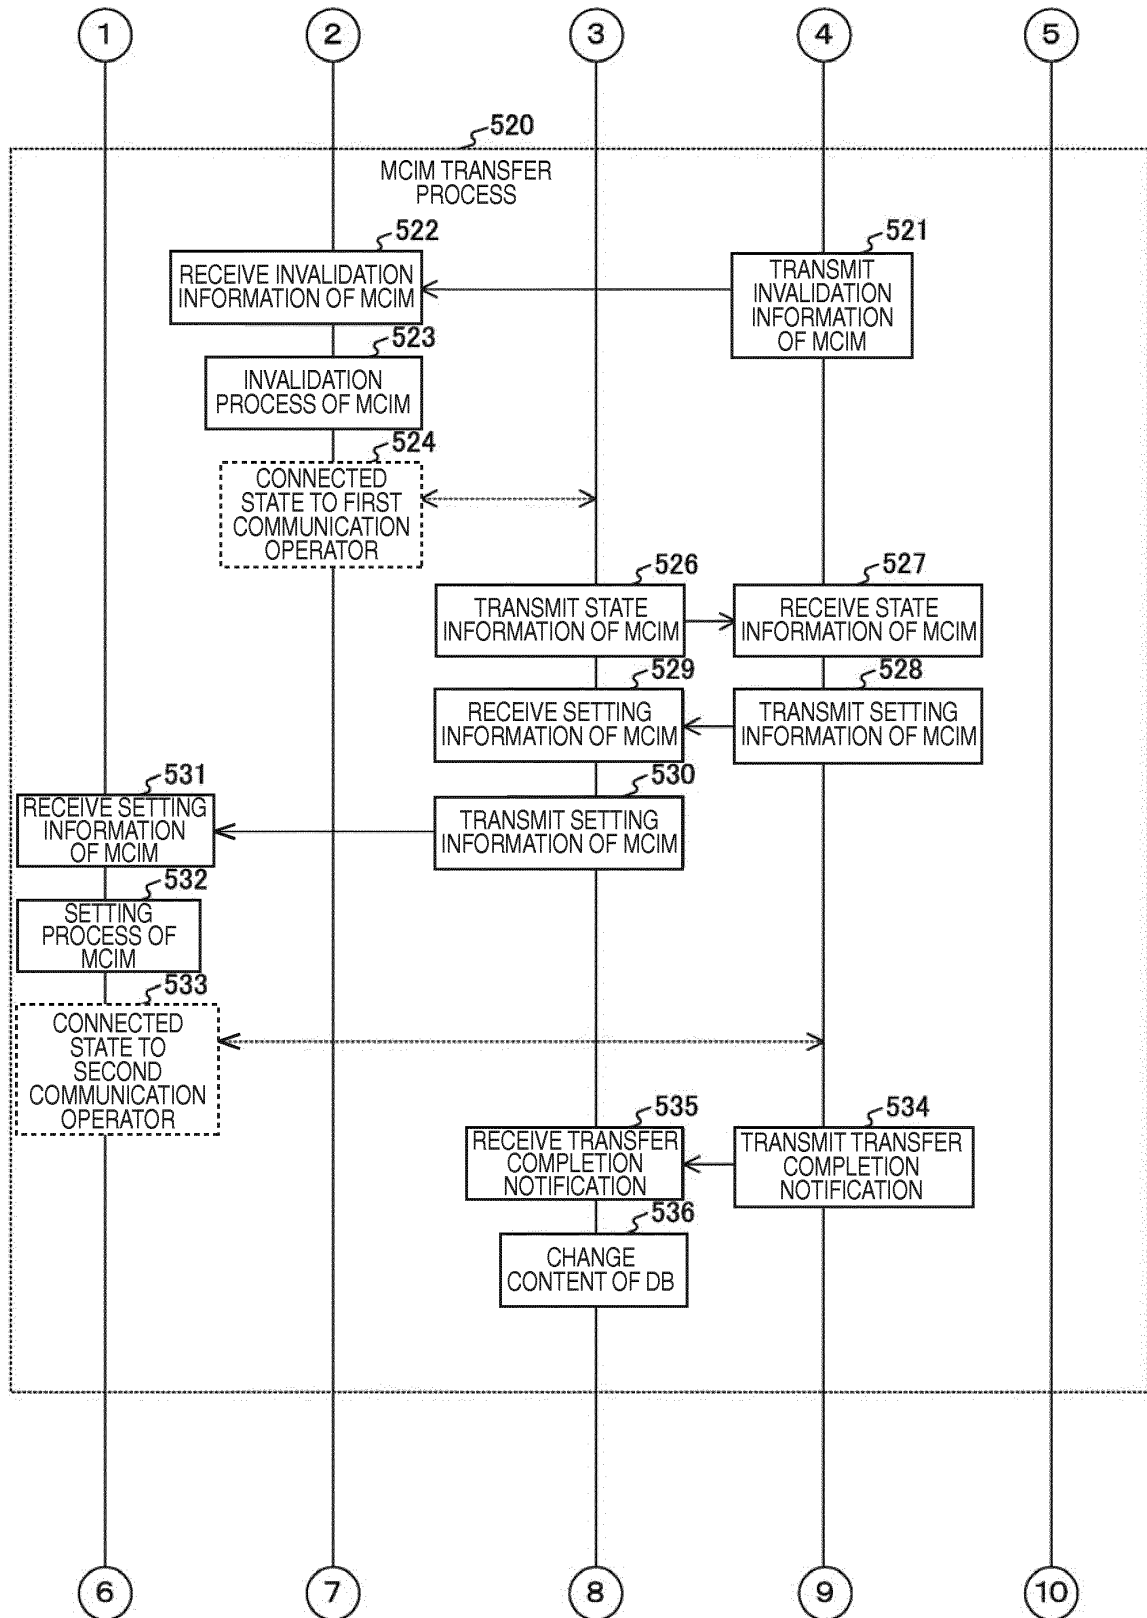 1
2
3
4
5
520
MCIM TRANSFER
PROCESS
522
RECEIVE INVALIDATION
INFORMATION OF MCIM
521
TRANSMIT
INVALIDATION
INFORMATION
OF MCIM
523
INVALIDATION
PROCESS OF MCIM
524
CONNECTED
STATE TO FIRST
COMMUNICATION
OPERATOR
526
TRANSMIT STATE
INFORMATION OF MCIM
527
RECEIVE STATE
INFORMATION OF MCIM
529
RECEIVE SETTING
INFORMATION OF MCIM
528
TRANSMIT SETTING
INFORMATION OF MCIM
531
RECEIVE SETTING
INFORMATION
OF MCIM
530
TRANSMIT SETTING
INFORMATION OF MCIM
532
SETTING
PROCESS OF
MCIM
533
CONNECTED
STATE TO
SECOND
COMMUNICATION
OPERATOR
535
RECEIVE TRANSFER
COMPLETION
NOTIFICATION
534
TRANSMIT TRANSFER
COMPLETION
NOTIFICATION
536
CHANGE
CONTENT OF DB
6
7
8
9
10